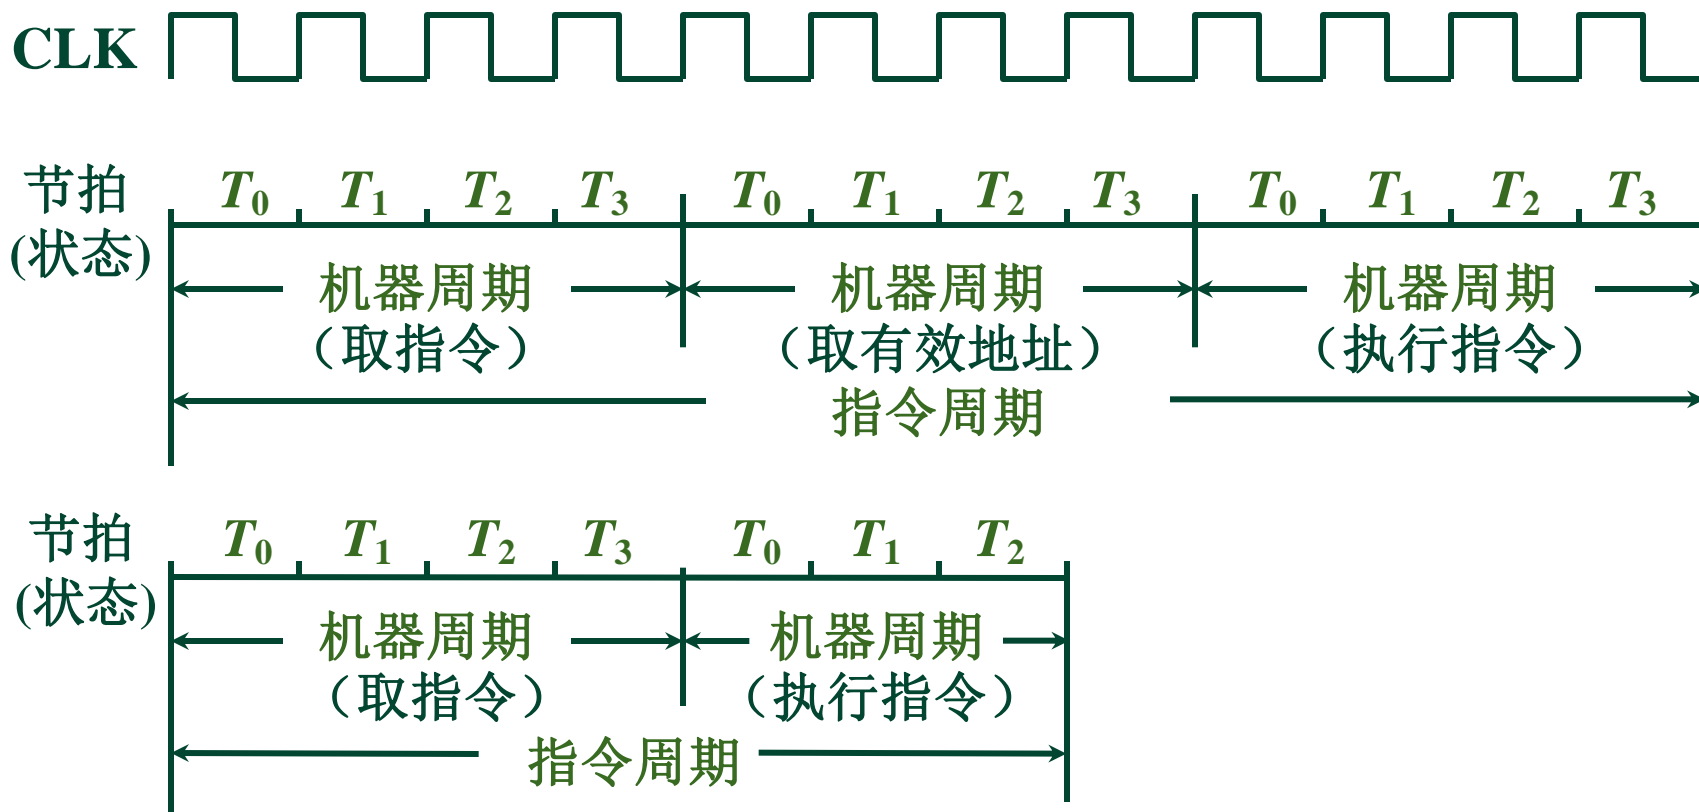 CLK
节拍
(状态)
T0 T1 T2 T3 T0 T1 T2 T3 T0 T1 T2 T3
机器周期 机器周期 机器周期
（取指令） （取有效地址） （执行指令）
指令周期
节拍
(状态)
T0 T1 T2 T3 T0 T1 T2
机器周期 机器周期
（取指令） （执行指令）
指令周期